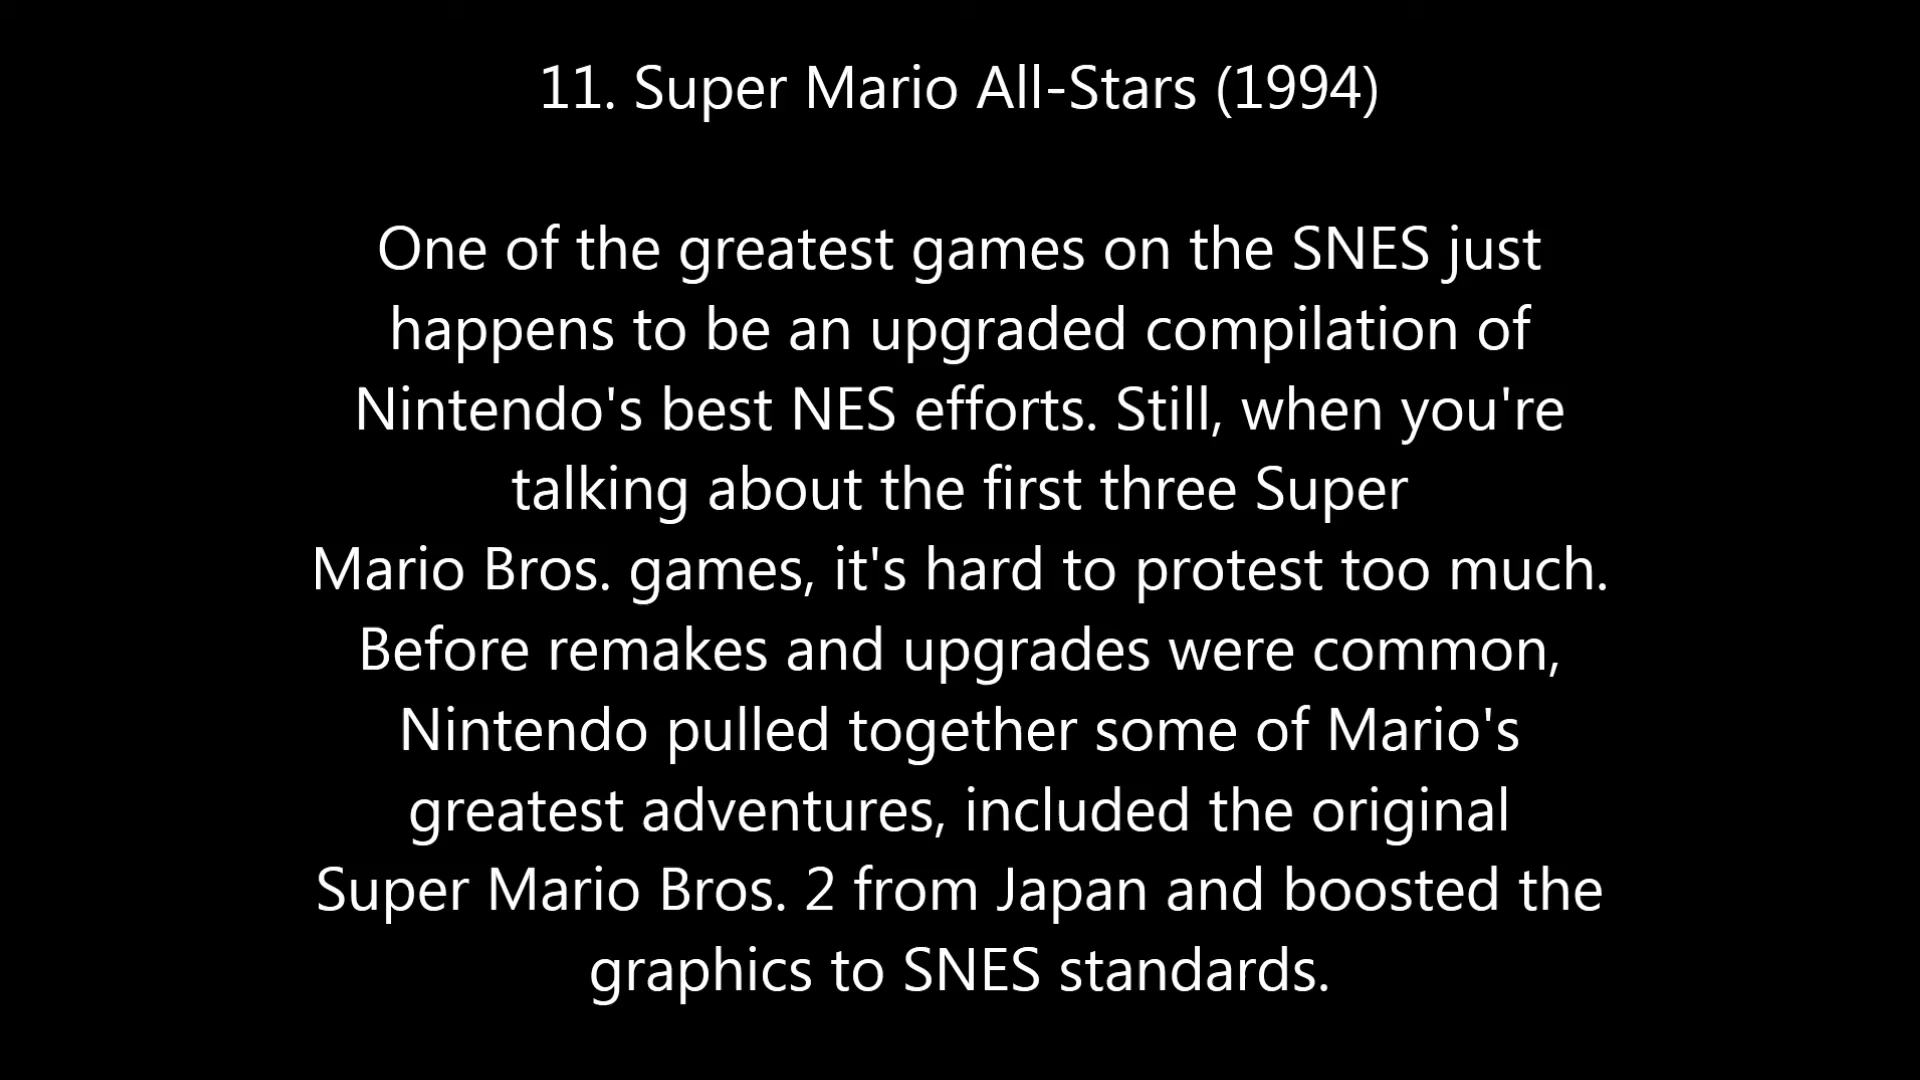 11. Super Mario All-Stars (1994)
One of the greatest games on the SNES just
happens to be an upgraded compilation of
Nintendo's best NES efforts. Still, when you're
talking about the first three Super
Mario Bros. games, it's hard to protest too much.
Before remakes and upgrades were common,
Nintendo pulled together some of Mario's
greatest adventures, included the original
Super Mario Bros. 2 from Japan and boosted the
graphics to SNES standards.